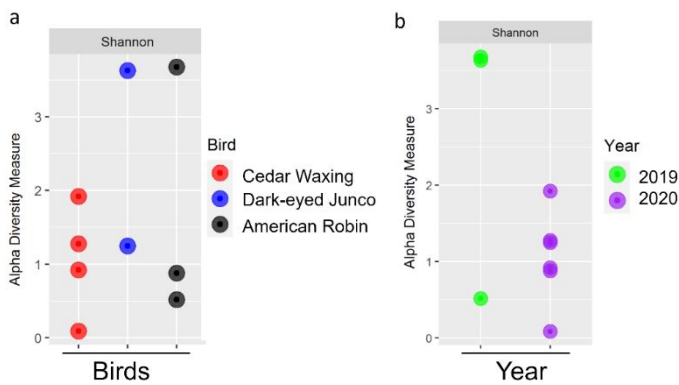 a
Shannon
Alpha Diversity Measure
3
2
1
0
Birds
Bird
Cedar Waxing
Dark-eyed Junco
American Robin
b
Shannon
Alpha Diversity Measure
3
2
1
0
Year
Year
2019
2020